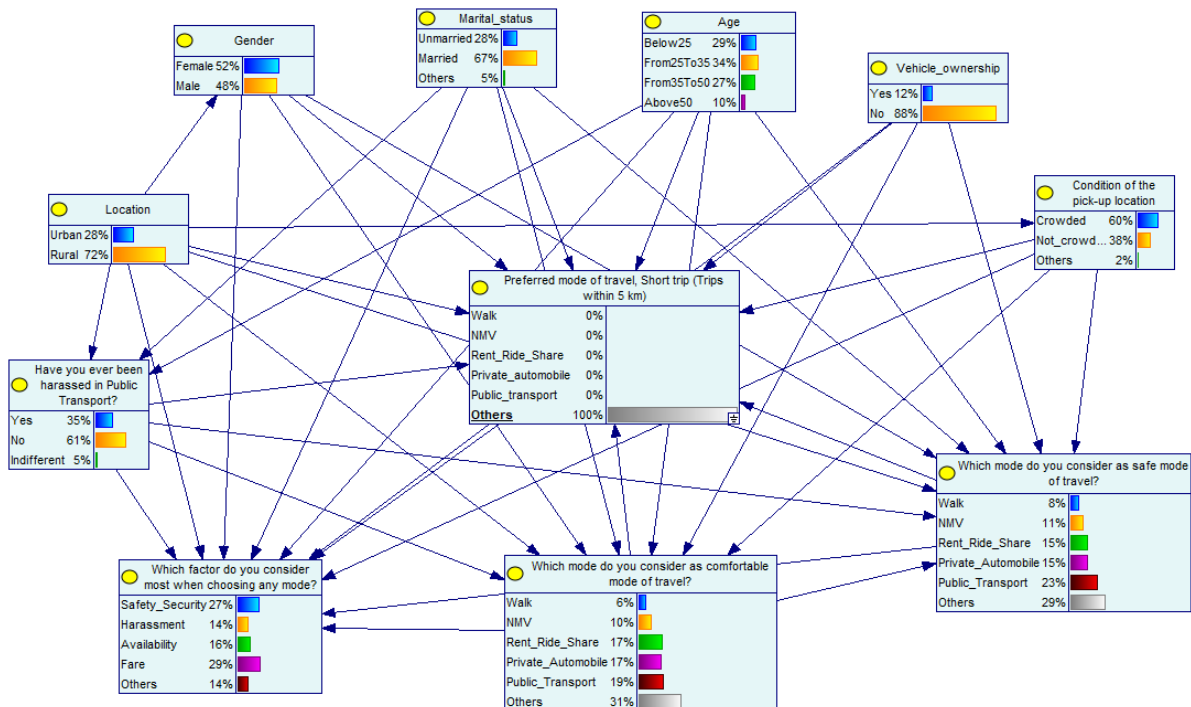 Gender
Female 52%
Male 48%
Marital_status
Unmarried 28%
Married 67%
Others 5%
Age
Below25 29%
From25To35 34%
From35To50 27%
Above50 10%
Vehicle_ownership
Yes 12%
No 88%
Location
Urban 28%
Rural 72%
Condition of the
pick-up location
Crowded 60%
Not_crowd... 38%
Others 2%
Preferred mode of travel, Short trip (Trips
within 5 km)
Walk 0%
NMV 0%
Rent_Ride_Share 0%
Private_automobile 0%
Public_transport 0%
Others 100%
Have you ever been
harassed in Public
Transport?
Yes 35%
No 61%
Indifferent 5%
Which mode do you consider as safe mode
of travel?
Walk 8%
NMV 11%
Rent_Ride_Share 15%
Private_Automobile 15%
Public_Transport 23%
Others 29%
Which factor do you consider
most when choosing any mode?
Safety_Security 27%
Harassment 14%
Availability 16%
Fare 29%
Others 14%
Which mode do you consider as comfortable
mode of travel?
Walk 6%
NMV 10%
Rent_Ride_Share 17%
Private_Automobile 17%
Public_Transport 19%
Others 31%